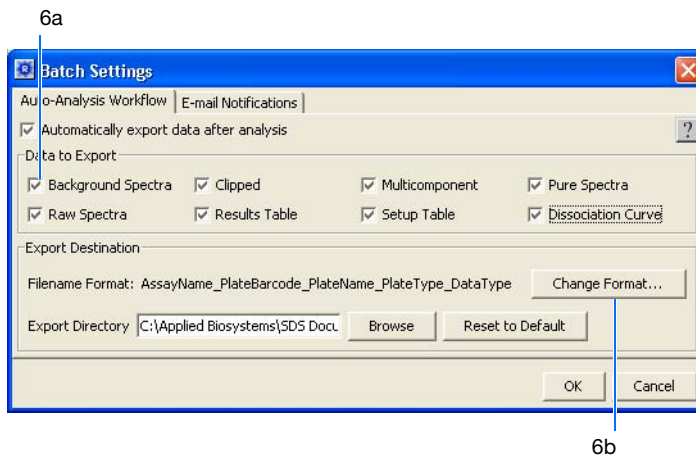 6a
Batch Settings
Auto-Analysis Workflow E-mail Notifications
Automatically export data after analysis ?
Data to Export
Background Spectra Clipped Multicomponent Pure Spectra
Raw Spectra Results Table Setup Table Dissociation Curve
Export Destination
Filename Format: AssayName_PlateBarcode_PlateName_PlateType_DataType Change Format...
Export Directory C:\Applied Biosystems\SDS Docu Browse Reset to Default
OK Cancel
6b